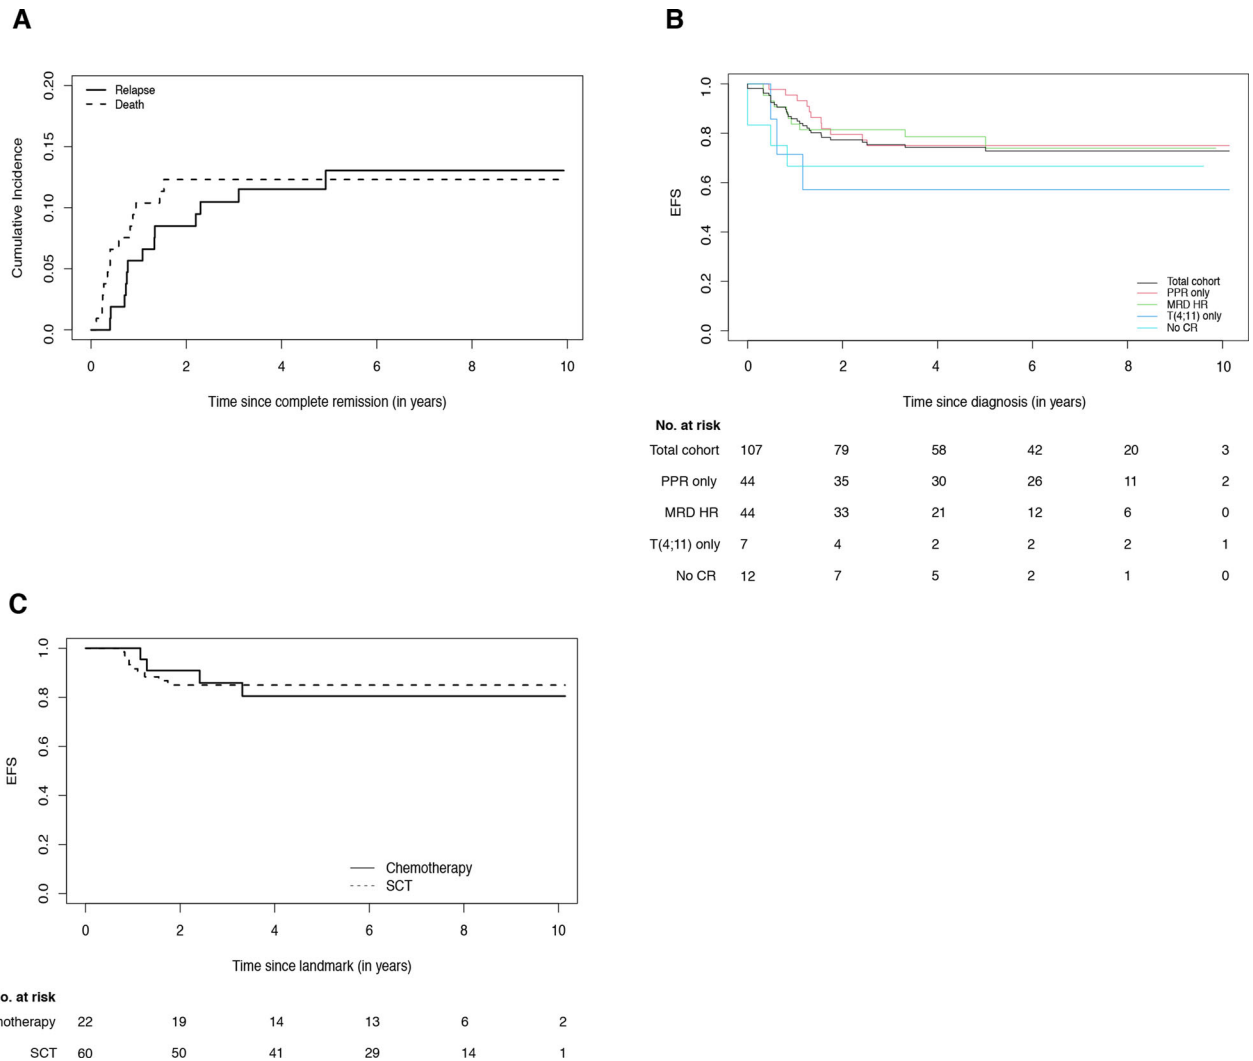 A
0.20
0.15
0.10
0.05
0.0
Cumulative Incidence
Relapse
Death
0 2 4 6 8 10
Time since complete remission (in years)
B
1.0
0.8
0.6
0.4
0.2
0.0
EFS
Total cohort
PPR only
MRD HR
T(4;11) only
No CR
0 2 4 6 8 10
Time since diagnosis (in years)
No. at risk
Total cohort 107 79 58 42 20 3
PPR only 44 35 30 26 11 2
MRD HR 44 33 21 12 6 0
T(4;11) only 7 4 2 2 2 1
No CR 12 7 5 2 1 0
C
1.0
0.8
0.6
0.4
0.2
0.0
EFS
Chemotherapy
SCT
0 2 4 6 8 10
Time since landmark (in years)
o. at risk
notherapy 22 19 14 13 6 2
SCT 60 50 41 29 14 1